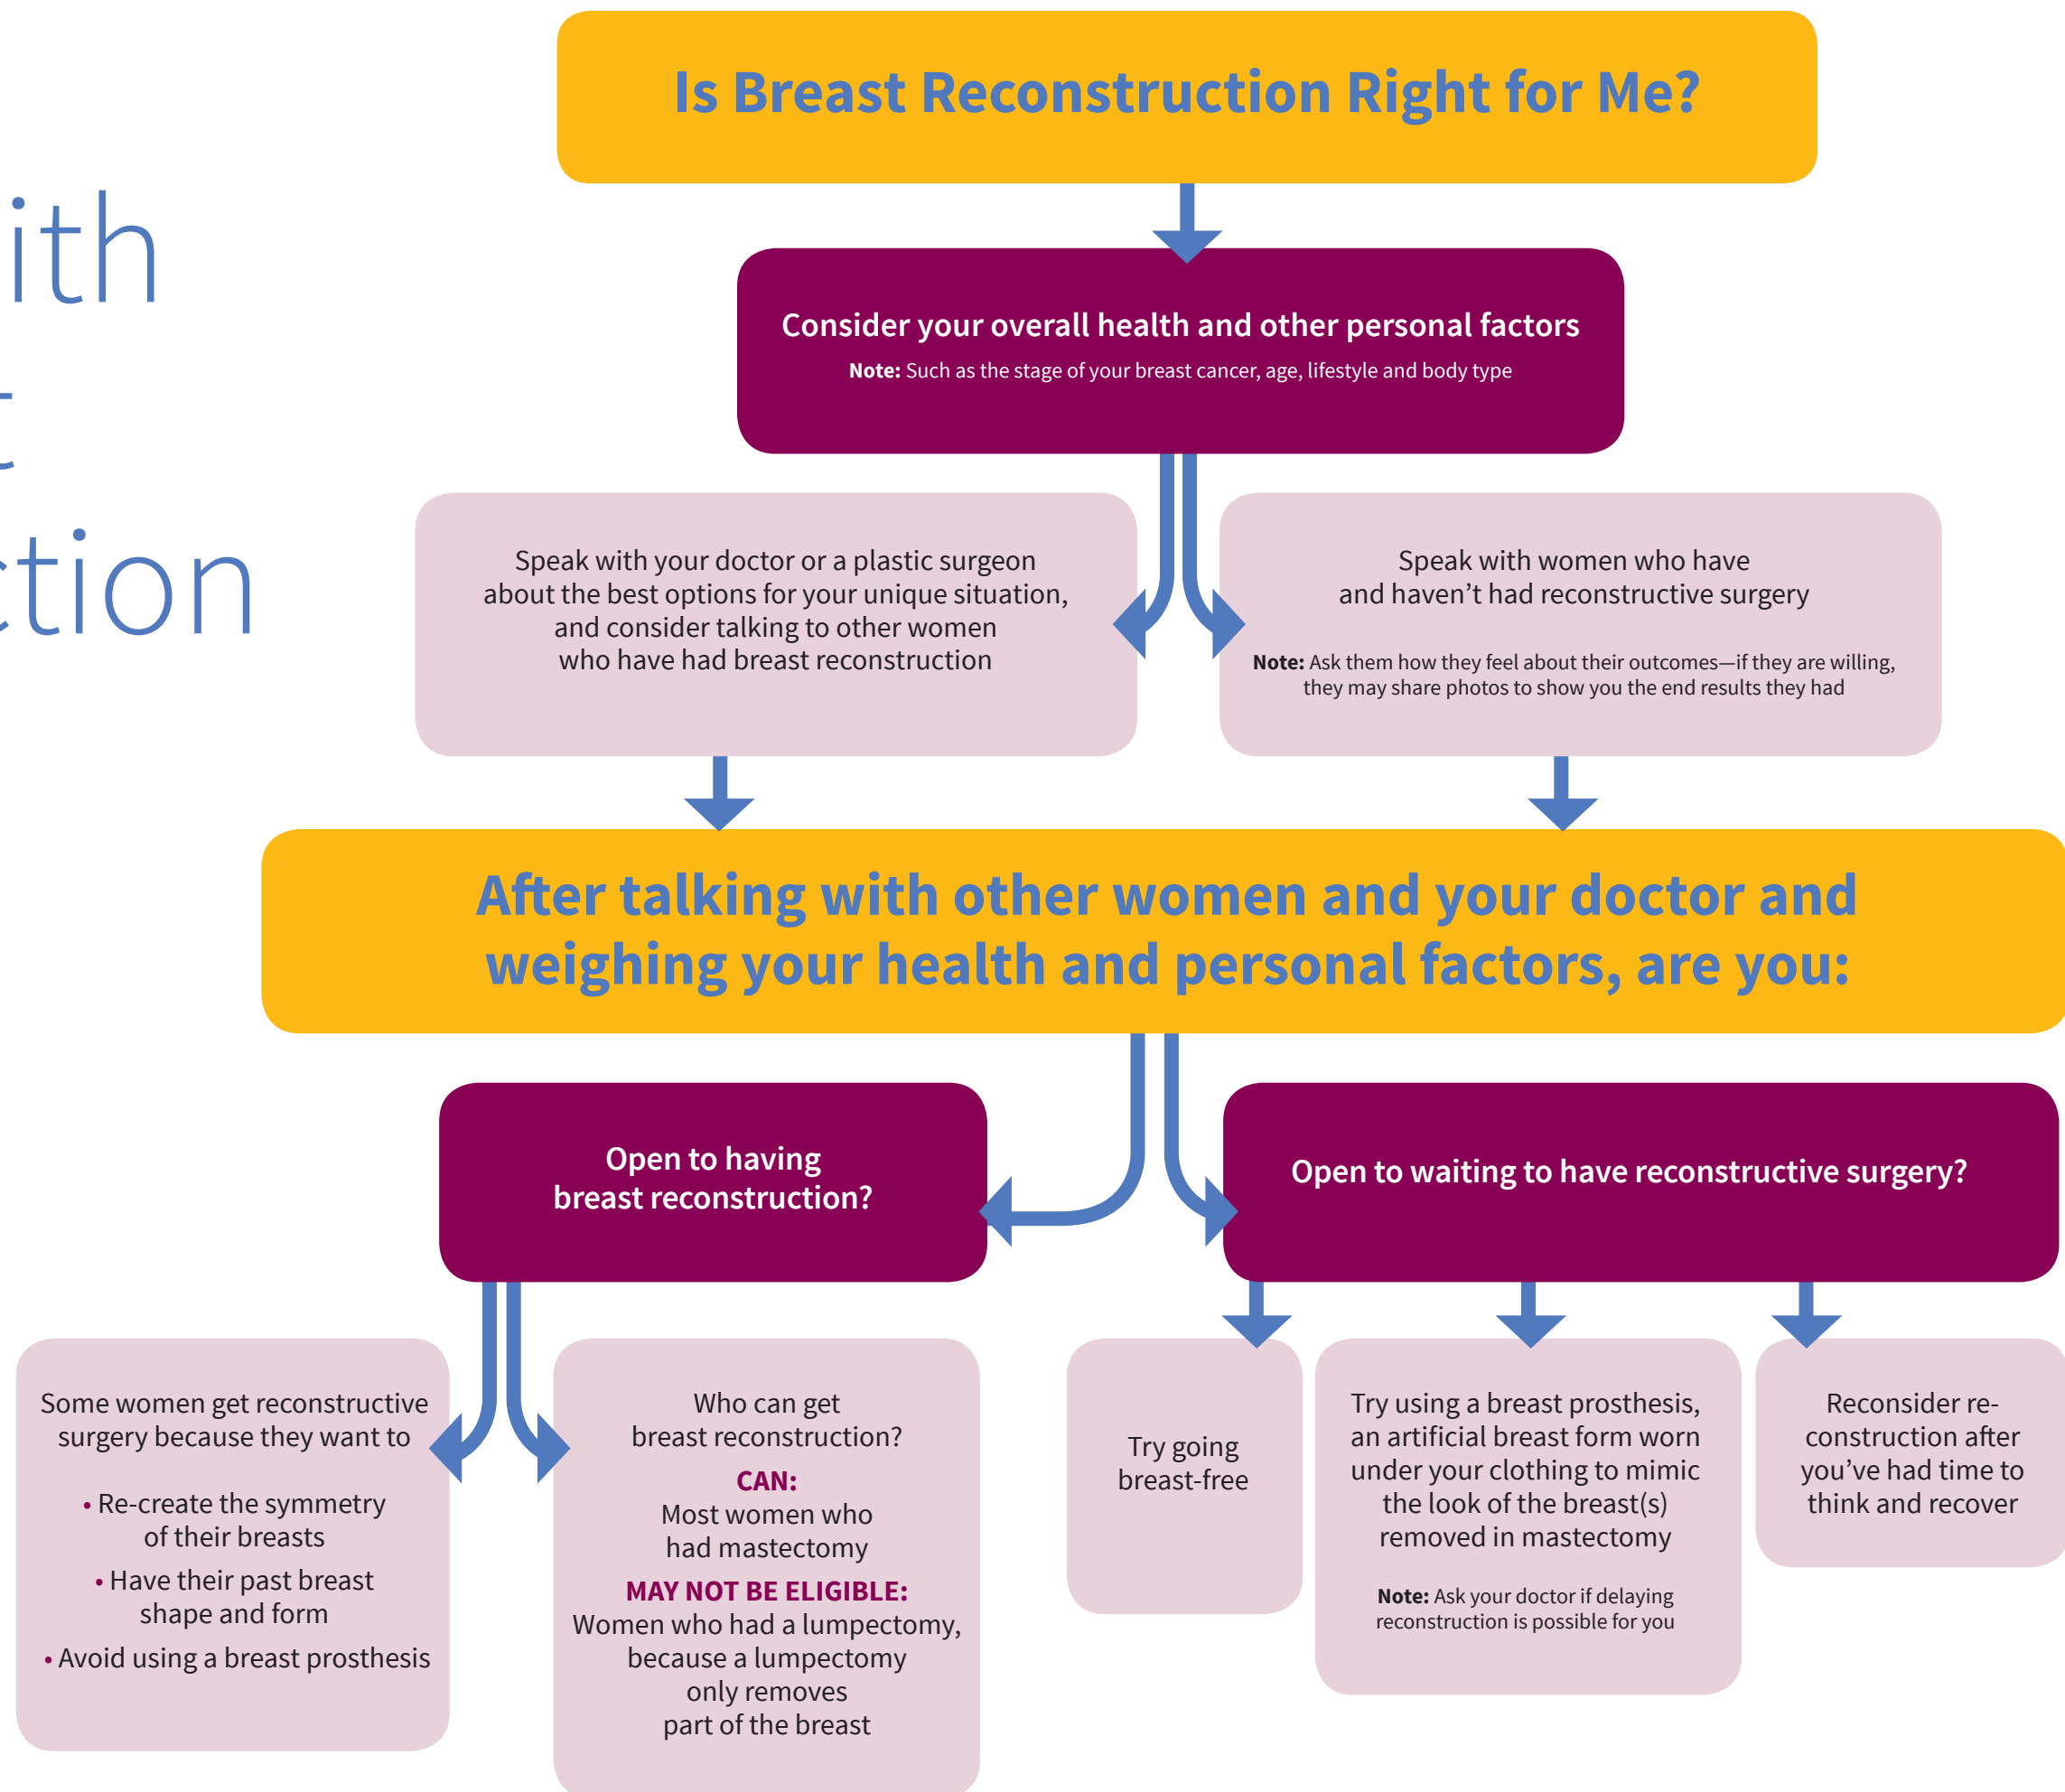 Is Breast Reconstruction Right for Me?
ith
t
ction
Consider your overall health and other personal factors
Note: Such as the stage of your breast cancer, age, lifestyle and body type
Speak with your doctor or a plastic surgeon
about the best options for your unique situation,
and consider talking to other women
who have had breast reconstruction
Speak with women who have
and haven’t had reconstructive surgery
Note: Ask them how they feel about their outcomes—if they are willing,
they may share photos to show you the end results they had
After talking with other women and your doctor and
weighing your health and personal factors, are you:
Open to having
breast reconstruction?
Open to waiting to have reconstructive surgery?
Some women get reconstructive
surgery because they want to
• Re-create the symmetry
of their breasts
• Have their past breast
shape and form
• Avoid using a breast prosthesis
Who can get
breast reconstruction?
CAN:
Most women who
had mastectomy
MAY NOT BE ELIGIBLE:
Women who had a lumpectomy,
because a lumpectomy
only removes
part of the breast
Try going
breast-free
Try using a breast prosthesis,
an artificial breast form worn
under your clothing to mimic
the look of the breast(s)
removed in mastectomy
Note: Ask your doctor if delaying
reconstruction is possible for you
Reconsider re-
construction after
you’ve had time to
think and recover